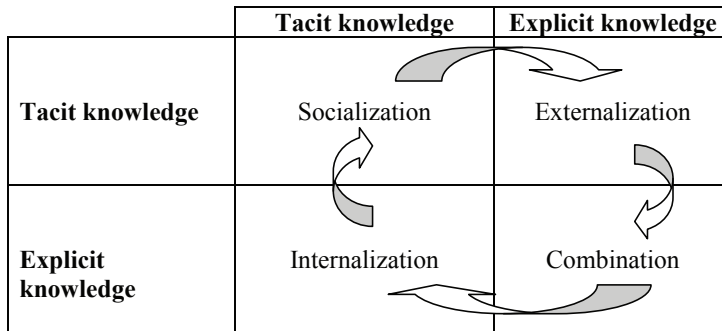 Tacit knowledge Explicit knowledge
Tacit knowledge Socialization Externalization
Explicit Internalization Combination
knowledge